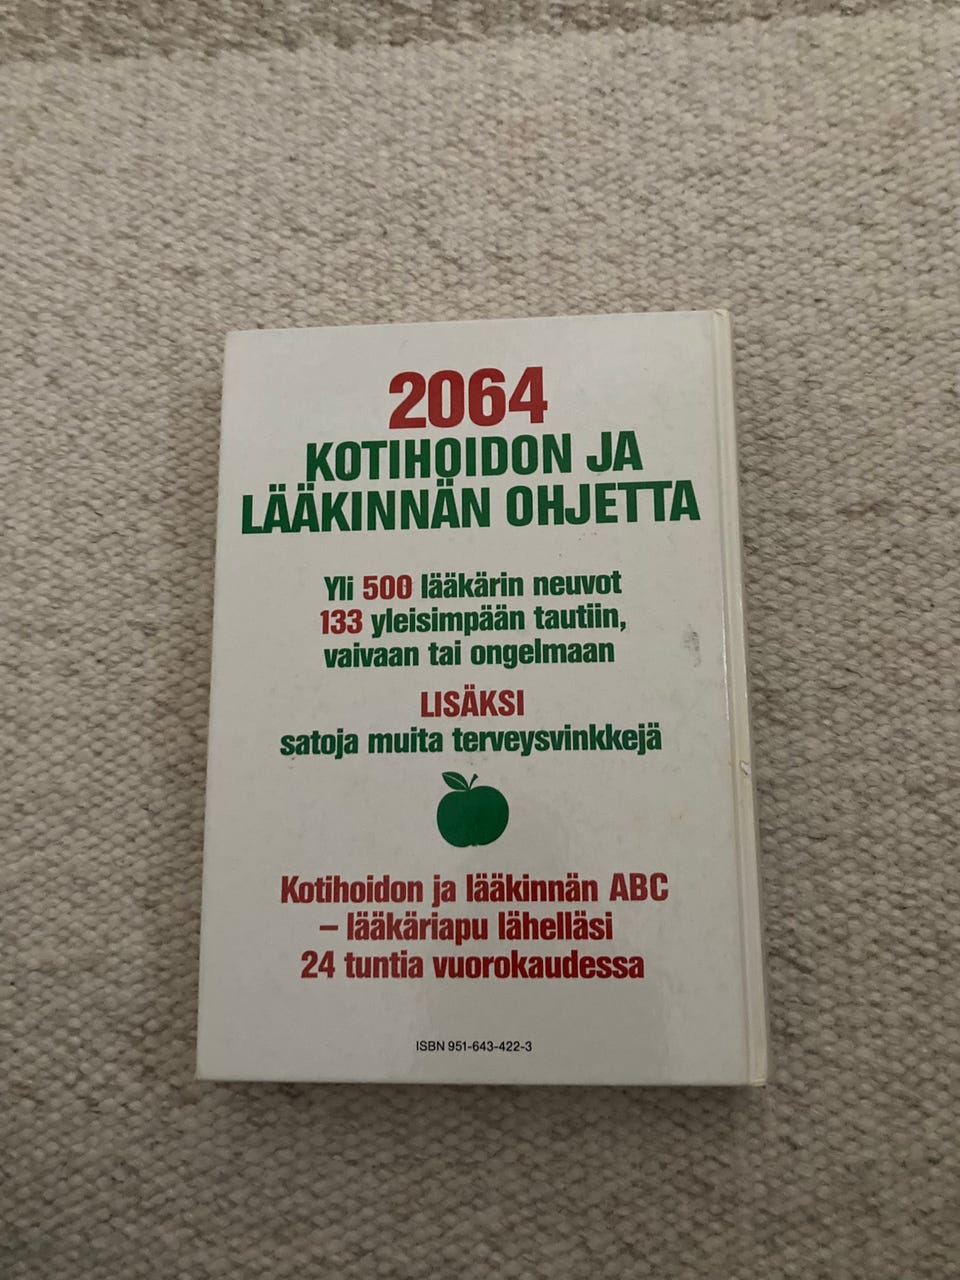 2064
KOTIHOIDON JA
LÄÄKINNÄN OHJETTA
Yli 500 lääkärin neuvot
133 yleisimpään tautiin,
vaivaan tai ongelmaan
LISÄKSI
satoja muita terveysvinkkejä
Kotihoidon ja lääkinnän ABC
– lääkäriapu lähelläsi
24 tuntia vuorokaudessa
ISBN 951-643-422-3